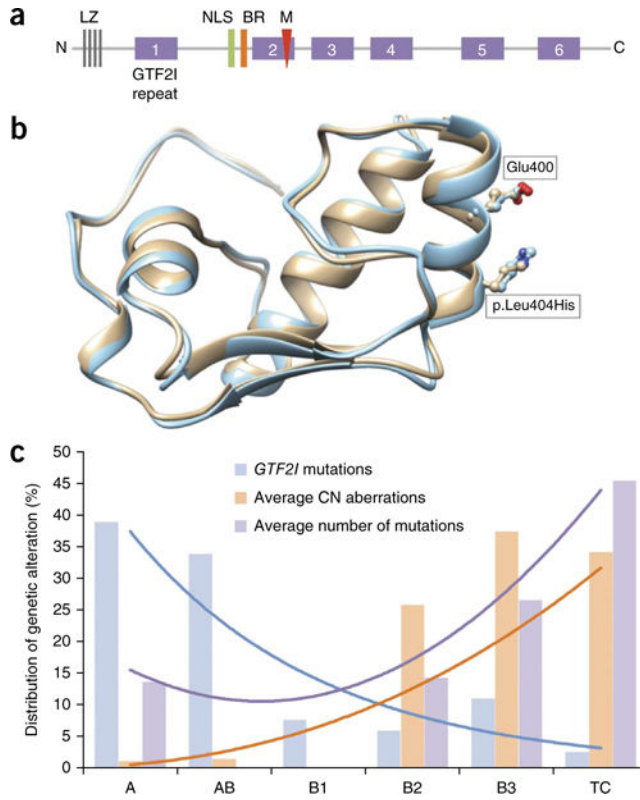 a
LZ
NLS BR M
N 1 2 3 4 5 6 C
GTF2I
repeat
b
Glu400
p.Leu404His
c
50
45
40
35
30
25
20
15
10
5
0
Distribution of genetic alteration (%)
GTF2I mutations
Average CN aberrations
Average number of mutations
A AB B1 B2 B3 TC